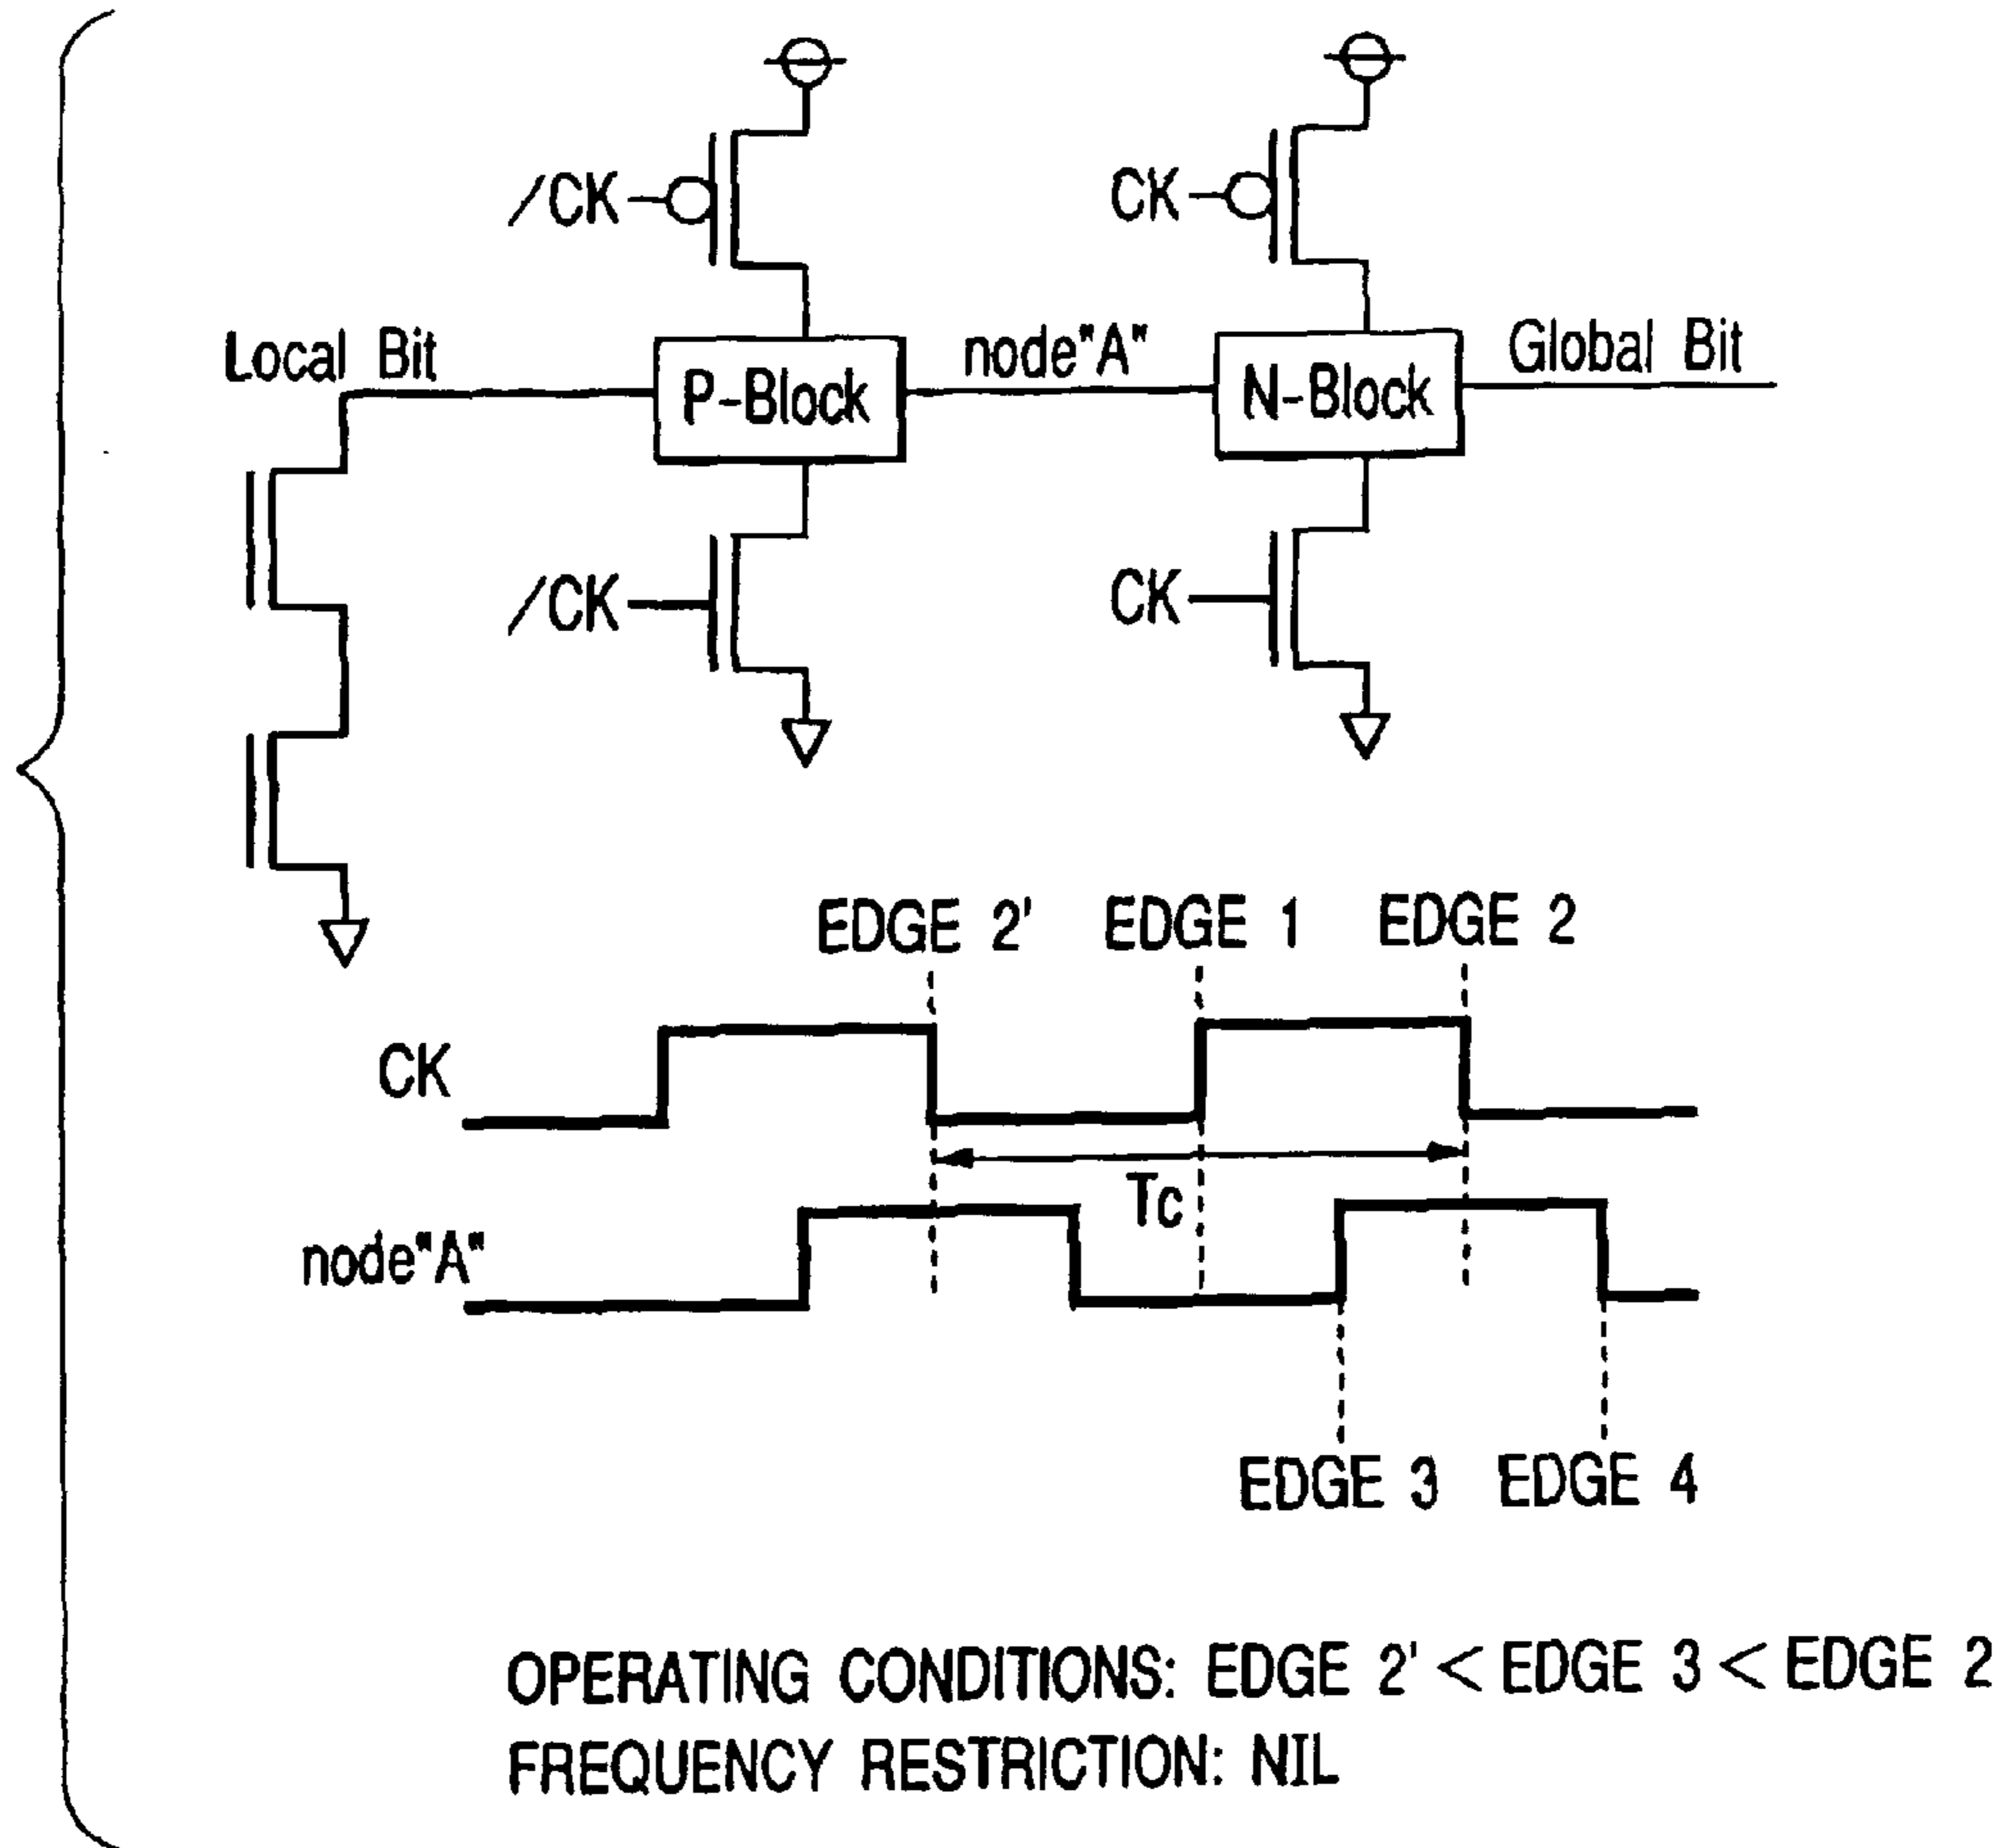 /CK
CK
Local Bit
P-Block
node"A"
N-Block
Global Bit
/CK
CK
EDGE 2'
EDGE 1
EDGE 2
CK
Tc
node"A"
EDGE 3
EDGE 4
OPERATING CONDITIONS: EDGE 2' < EDGE 3 < EDGE 2
FREQUENCY RESTRICTION: NIL